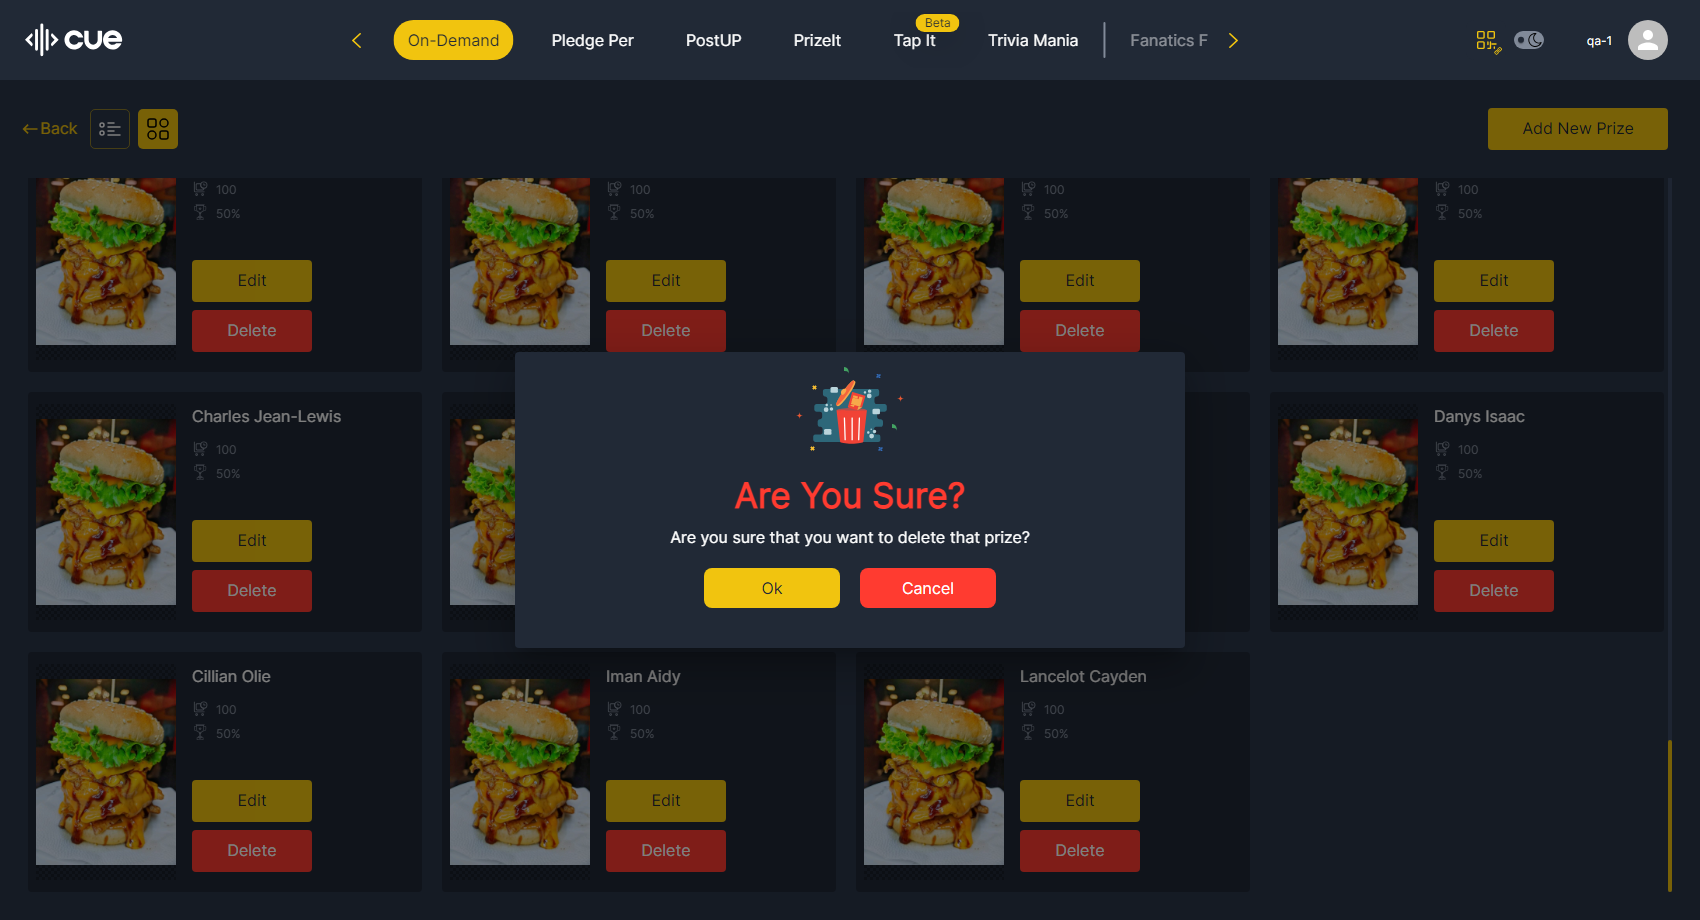 cue
On-Demand
Pledge Per
PostUP
PrizeIt
Beta
Tap It
Trivia Mania
Fanatics F
qa-1
Back
Add New Prize
100
50%
Edit
Delete
100
50%
Edit
Delete
100
50%
Edit
Delete
100
50%
Edit
Delete
Charles Jean-Lewis
100
50%
Edit
Delete
Are You Sure?
Are you sure that you want to delete that prize?
Ok
Cancel
Danys Isaac
100
50%
Edit
Delete
Cillian Olie
100
50%
Edit
Delete
Iman Aidy
100
50%
Edit
Delete
Lancelot Cayden
100
50%
Edit
Delete